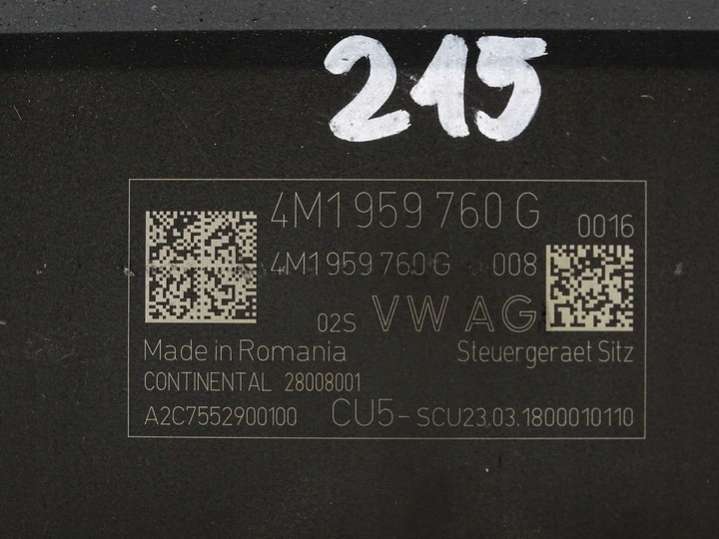 215
4M1 959 760 G 0016
4M1 959 760 G 008
02S VW AG
Made in Romania Steuergeraet Sitz
CONTINENTAL 28008001
A2C7552900100 CU5-SCU23.03.1800010110